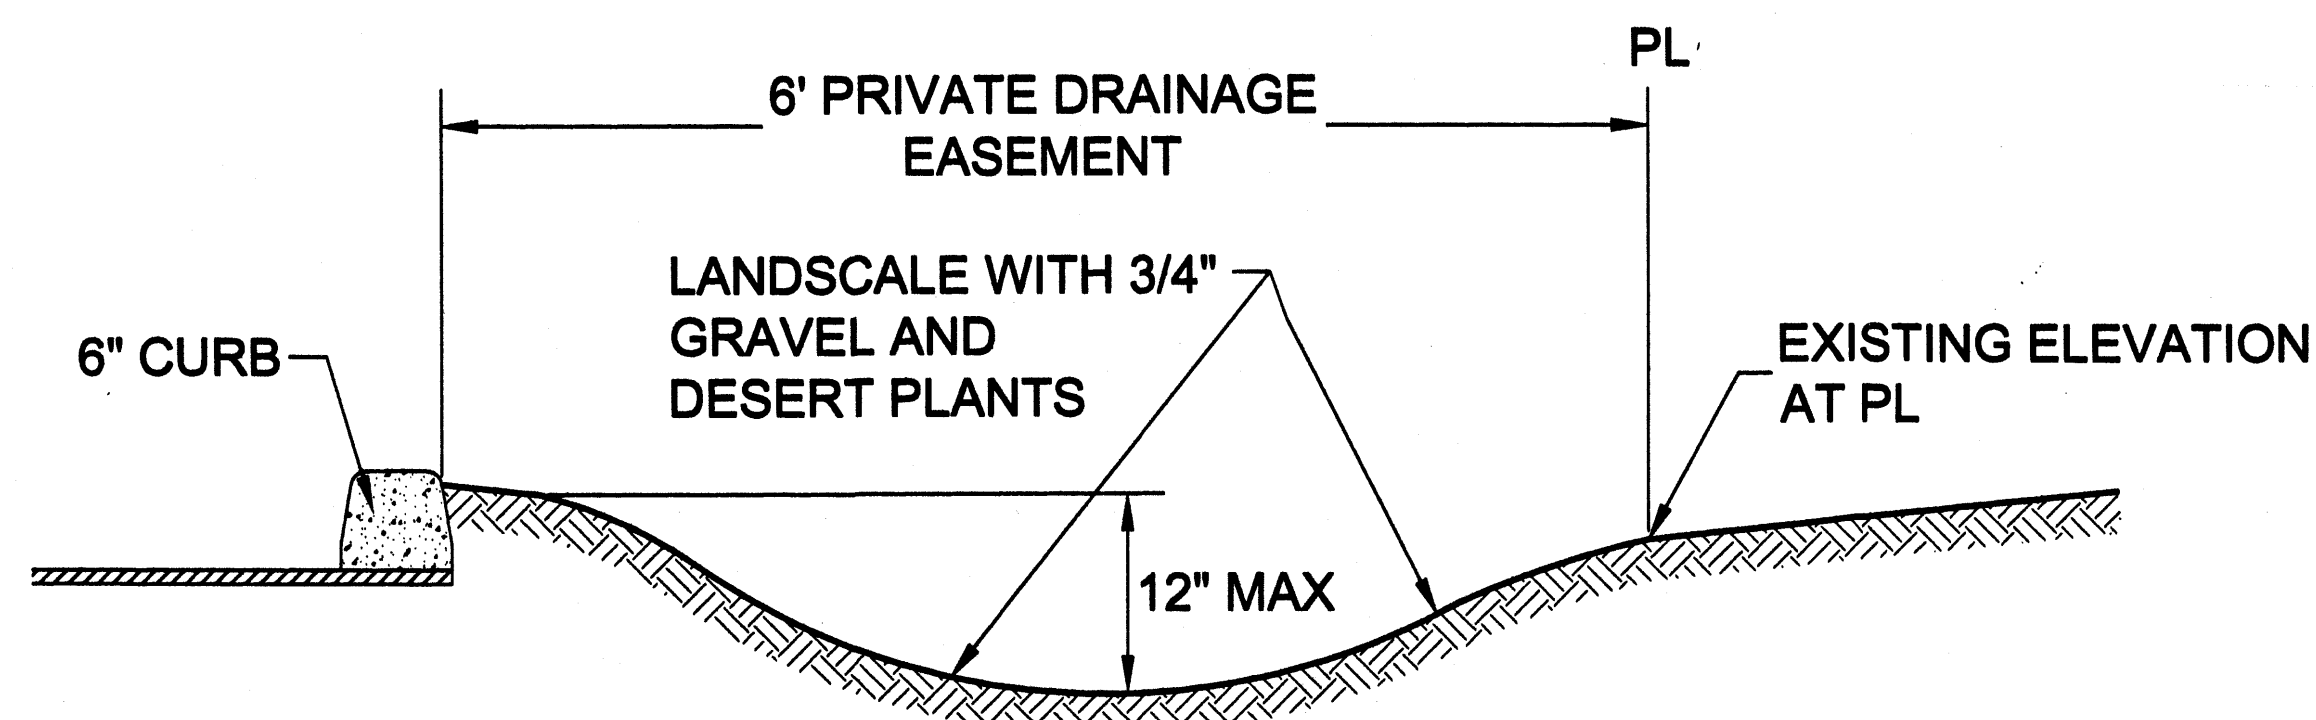 PL
6' PRIVATE DRAINAGE
EASEMENT
LANDSCALE WITH 3/4"
GRAVEL AND
DESERT PLANTS
6" CURB
EXISTING ELEVATION
AT PL
12" MAX